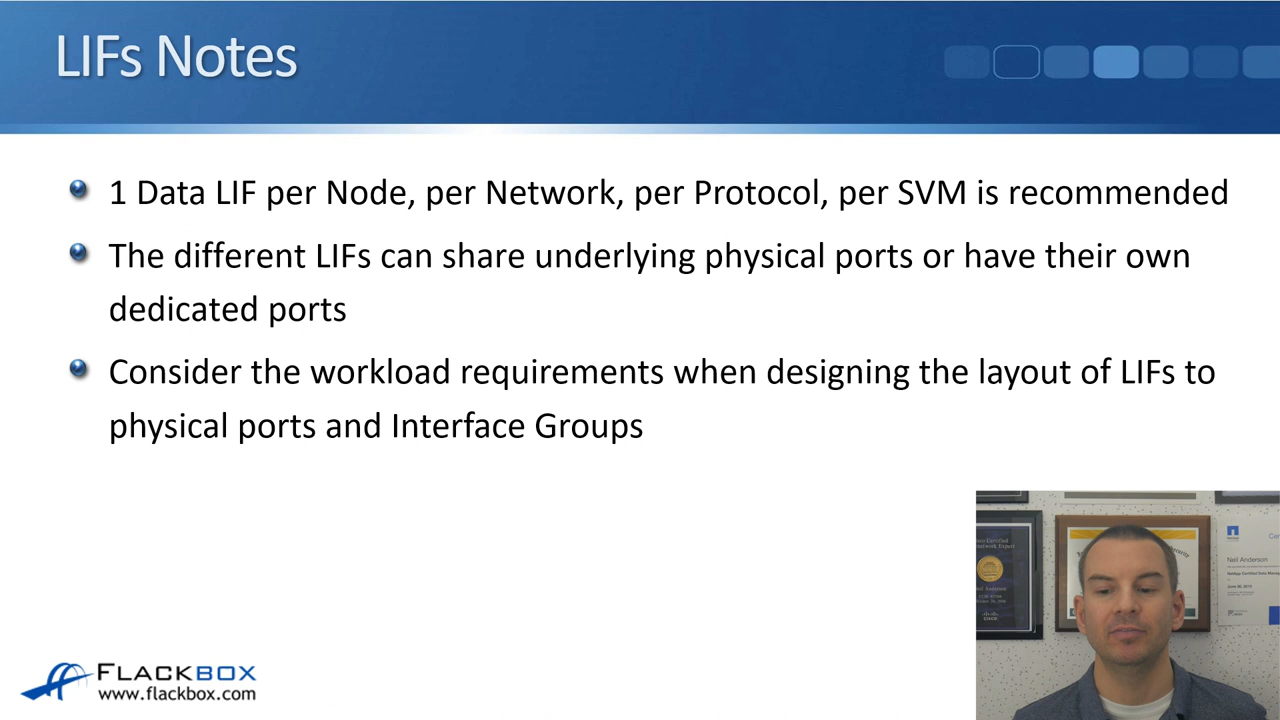 LIFs Notes
1 Data LIF per Node, per Network, per Protocol, per SVM is recommended
The different LIFs can share underlying physical ports or have their own
dedicated ports
Consider the workload requirements when designing the layout of LIFs to
physical ports and Interface Groups
Neil Anderson
FLACKBOX
www.flackbox.com